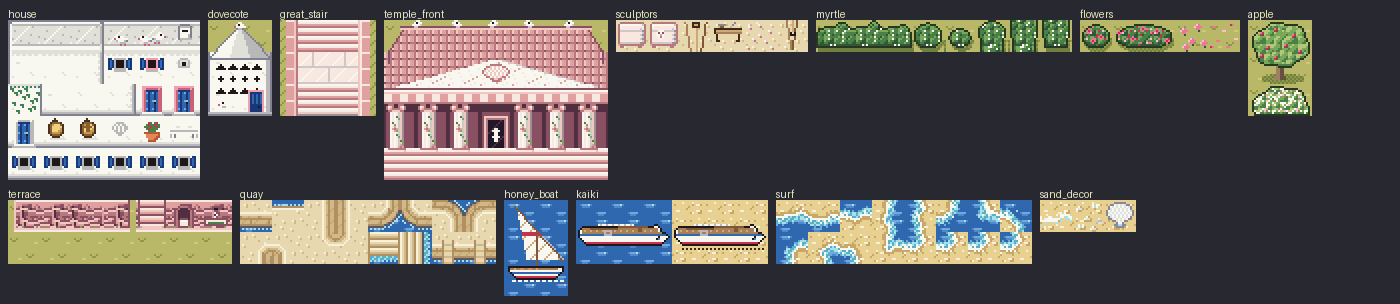 house
dovecote
great_stair
temple_front
sculptors
myrtle
flowers
apple
terrace
quay
honey_boat
kaiki
surf
sand_decor